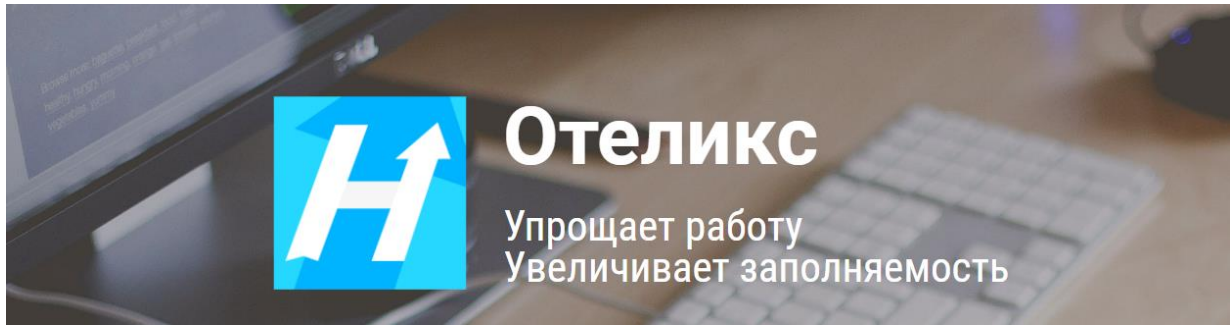 Отеликс
Упрощает работу
Увеличивает заполняемость